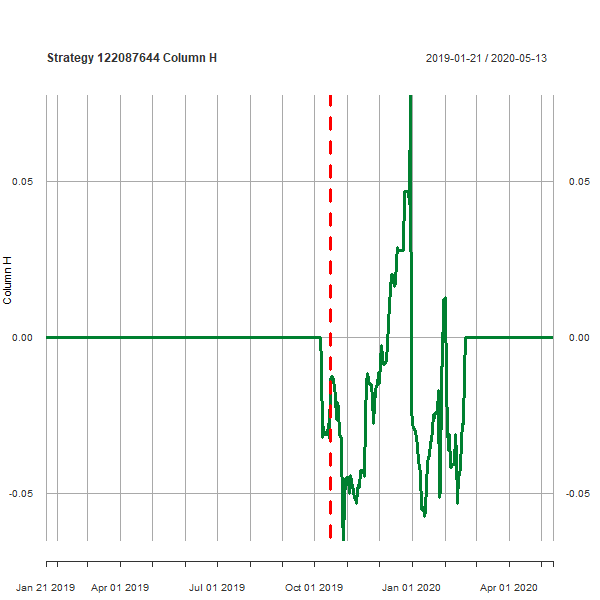 Strategy 122087644 Column H
2019-01-21 / 2020-05-13
0.05
0.05
Column H
0.00
0.00
-0.05
-0.05
Jan 21 2019
Apr 01 2019
Jul 01 2019
Oct 01 2019
Jan 01 2020
Apr 01 2020